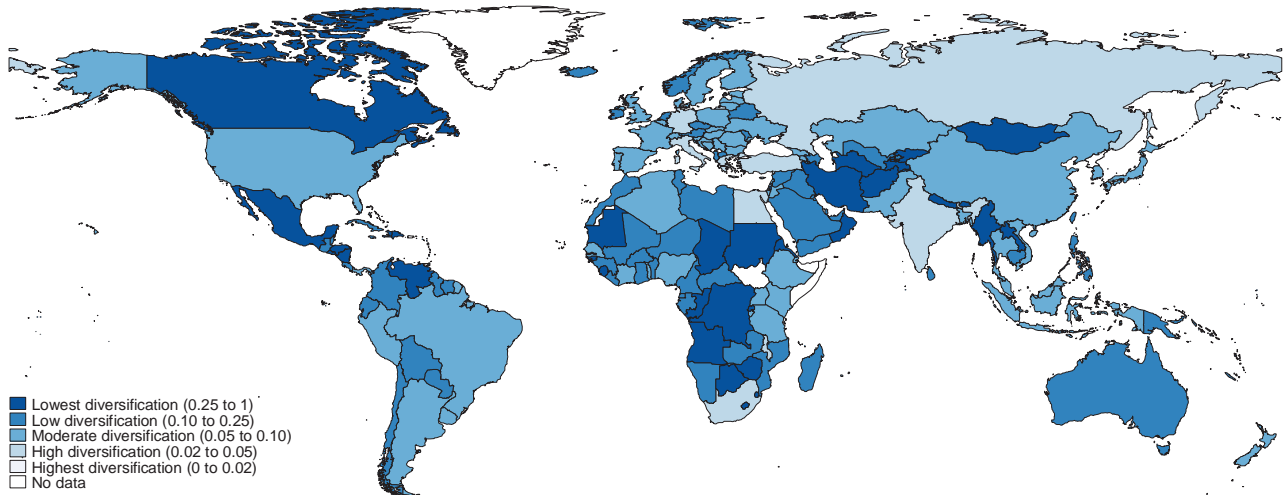 Lowest diversification (0.25 to 1)
Low diversification (0.10 to 0.25)
Moderate diversification (0.05 to 0.10)
High diversification (0.02 to 0.05)
Highest diversification (0 to 0.02)
No data